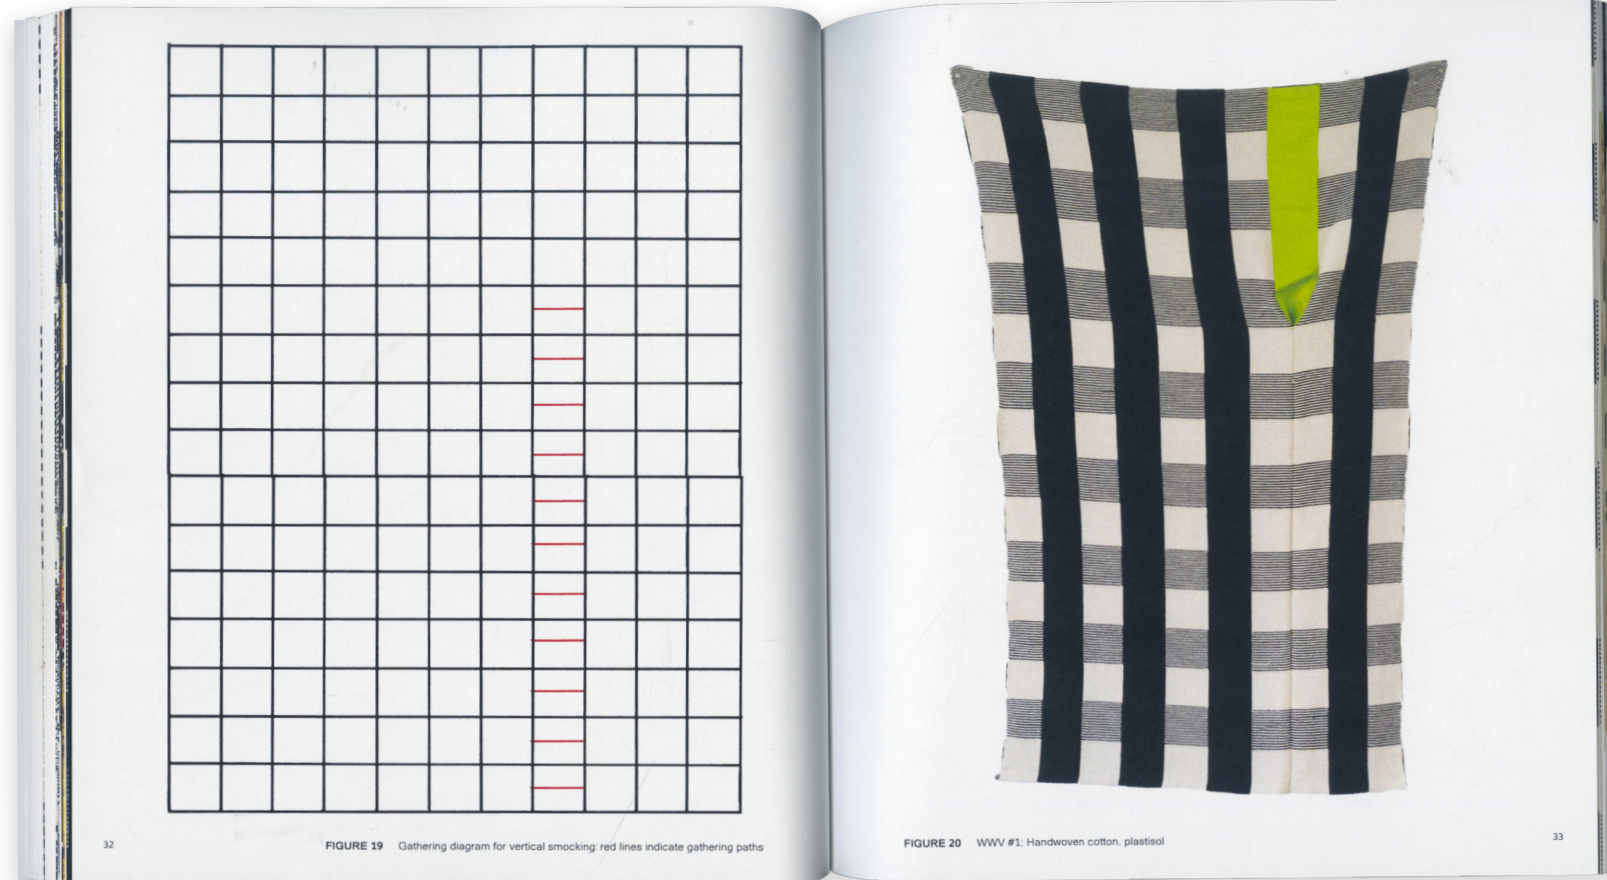 32
FIGURE 19 Gathering diagram for vertical smocking: red lines indicate gathering paths
FIGURE 20 WWV #1: Handwoven cotton, plastisol
33